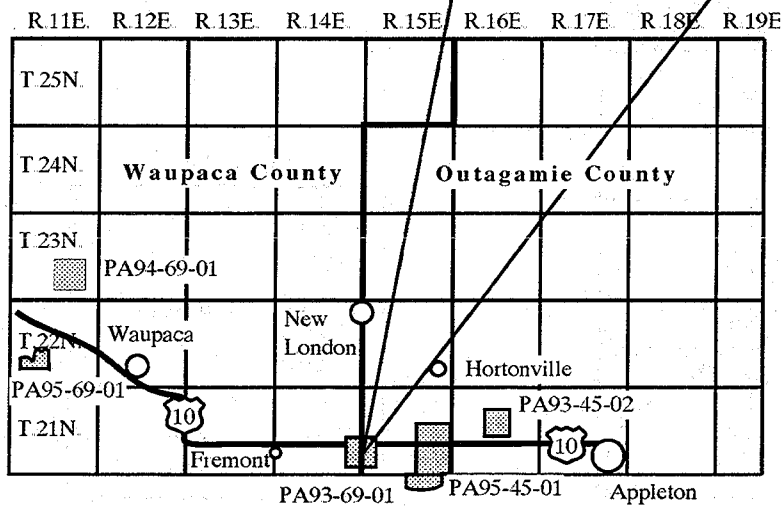 R.11E. R.12E. R.13E. R.14E R.15E R.16E. R.17E R.18E R.19E
T.25N.
T.24N. Waupaca County Outagamie County
T.23N.
PA94-69-01
New London
Waupaca
T.22N.
Hortonville
PA95-69-01
PA93-45-02
10
T.21N.
10
Fremont
PA93-69-01
PA95-45-01
Appleton